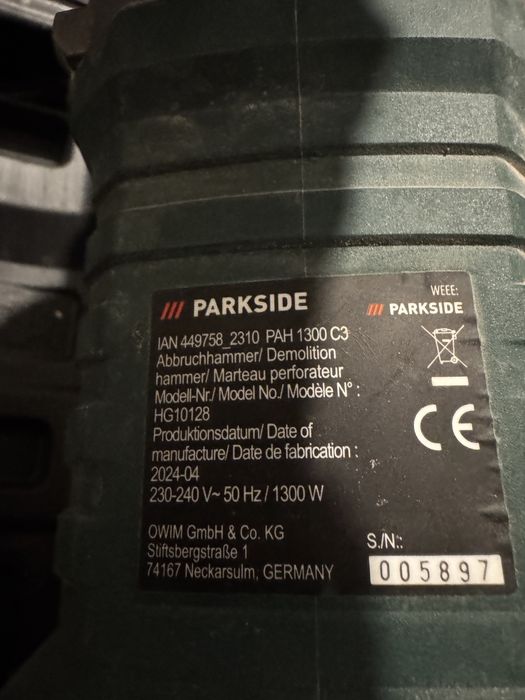 PARKSIDE
WEEE:
PARKSIDE
IAN 449758_2310 PAH 1300 C3
Abbruchhammer/ Demolition
hammer/ Marteau perforateur
Modell-Nr./ Model No./ Modèle N° :
HG10128
Produktionsdatum/ Date of
manufacture/ Date de fabrication :
2024-04
230-240 V~ 50 Hz / 1300 W
CE
OWIM GmbH & Co. KG
Stiftsbergstraße 1
74167 Neckarsulm, GERMANY
S./N.:
005897